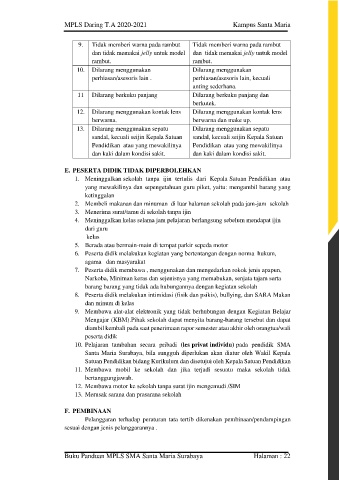 MPLS Daring T.A 2020-2021 Kampus Santa Maria
9. Tidak memberi warna pada rambut dan tidak memakai jelly untuk model rambut. Tidak memberi warna pada rambut dan tidak memakai jelly untuk model rambut.
10. Dilarang menggunakan perhiasan/asesoris lain . Dilarang menggunakan perhiasan/asesoris lain, kecuali anting sederhana.
11 Dilarang berkuku panjang Dilarang berkuku panjang dan berkutek.
12. Dilarang menggunakan kontak lens berwarna. Dilarang menggunakan kontak lens berwarna dan make up.
13. Dilarang menggunakan sepatu sandal, kecuali seijin Kepala Satuan Pendidikan atau yang mewakilinya dan kaki dalam kondisi sakit. Dilarang menggunakan sepatu sandal, kecuali seijin Kepala Satuan Pendidikan atau yang mewakilinya dan kaki dalam kondisi sakit.
E. PESERTA DIDIK TIDAK DIPERBOLEHKAN
1. Meninggalkan sekolah tanpa ijin tertulis dari Kepala Satuan Pendidikan atau
yang mewakilinya dan sepengetahuan guru piket, yaitu: mengambil barang yang
ketinggalan
2. Membeli makanan dan minuman di luar halaman sekolah pada jam-jam sekolah
3. Menerima surat/tamu di sekolah tanpa ijin
4. Meninggalkan kelas selama jam pelajaran berlangsung sebelum mendapat ijin
dari guru
kelas
5. Berada atau bermain-main di tempat parkir sepeda motor
6. Peserta didik melakukan kegiatan yang bertentangan dengan norma hukum,
agama dan masyarakat
7. Peserta didik membawa , menggunakan dan mengedarkan rokok jenis apapun,
Narkoba, Miniman keras dan sejenisnya yang memabukan, senjata tajam serta
barang barang yang tidak ada hubungannya dengan kegiatan sekolah
8. Peserta didik melakukan intimidasi (fisik dan psikis), bullying, dan SARA Makan
dan minum di kelas
9. Membawa alat-alat elektronik yang tidak berhubungan dengan Kegiatan Belajar
Mengajar (KBM).Pihak sekolah dapat menyita barang-barang tersebut dan dapat
diambil kembali pada saat penerimaan rapor semester atau akhir oleh orangtua/wali
peserta didik
10. Pelajaran tambahan secara pribadi (les privat individu) pada pendidik SMA
Santa Maria Surabaya, bila sungguh diperlukan akan diatur oleh Wakil Kepala
Satuan Pendidikan bidang Kurikulum dan disetujui oleh Kepala Satuan Pendidikan
11. Membawa mobil ke sekolah dan jika terjadi sesuatu maka sekolah tidak
bertanggungjawab.
12. Membawa motor ke sekolah tanpa surat ijin mengemudi /SIM
13. Merusak sarana dan prasarana sekolah
F. PEMBINAAN
Pelanggaran terhadap peraturan tata tertib dikenakan pembinaan/pendampingan
sesuai dengan jenis pelanggarannya .
Buku Panduan MPLS SMA Santa Maria Surabaya Halaman : 22